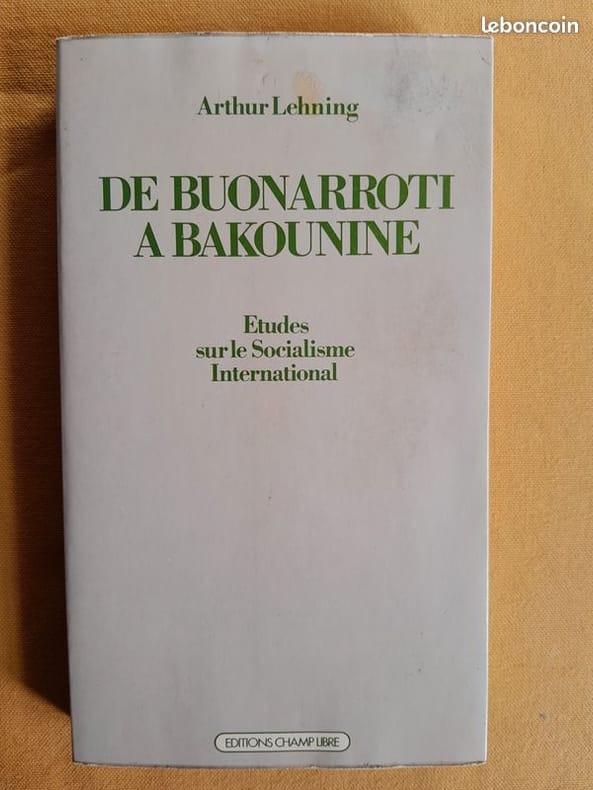 leboncoin
Arthur Lehning
DE BUONARROTI
A BAKOUNINE
Etudes
sur le Socialisme
International
EDITIONS CHAMP LIBRE